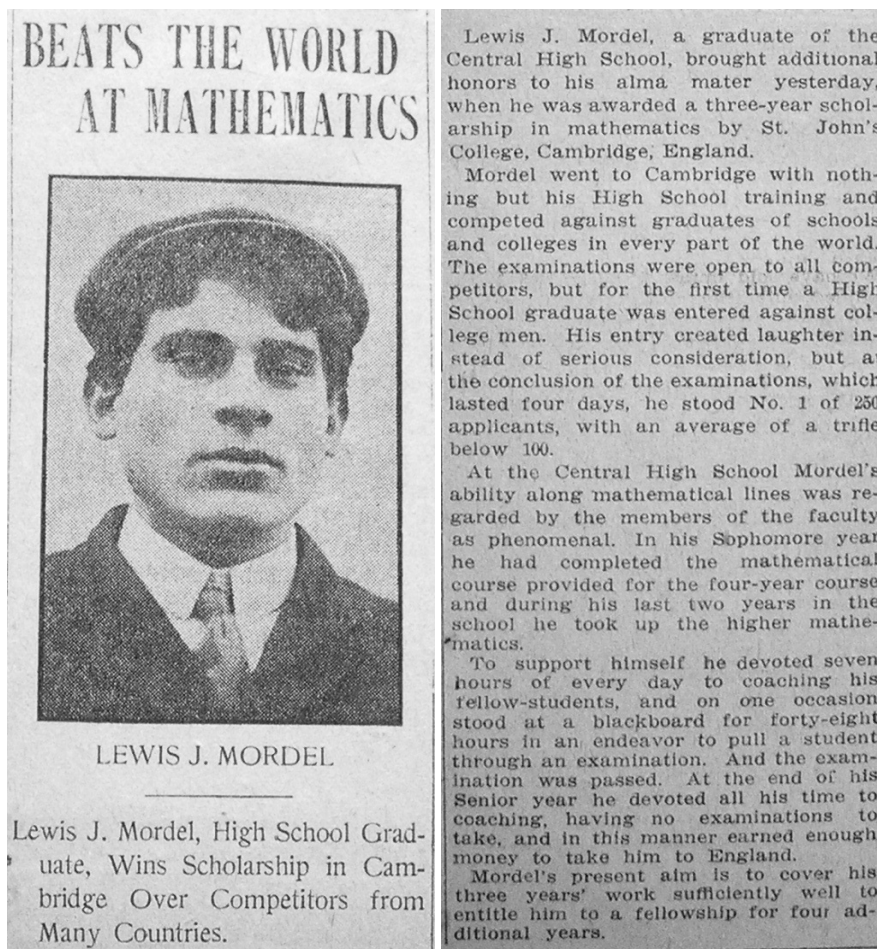 BEATS THE WORLD
AT MATHEMATICS
LEWIS J. MORDEL
Lewis J. Mordel, High School Grad-
uate, Wins Scholarship in Cam-
bridge Over Competitors from
Many Countries.
Lewis J. Mordel, a graduate of the
Central High School, brought additional
honors to his alma mater yesterday,
when he was awarded a three-year schol-
arship in mathematics by St. John's
College, Cambridge, England.
Mordel went to Cambridge with noth-
ing but his High School training and
competed against graduates of schools
and colleges in every part of the world.
The examinations were open to all com-
petitors, but for the first time a High
School graduate was entered against col-
lege men. His entry created laughter in-
stead of serious consideration, but at
the conclusion of the examinations, which
lasted four days, he stood No. 1 of 250
applicants, with an average of a trifle
below 100.
At the Central High School Mordel's
ability along mathematical lines was re-
garded by the members of the faculty
as phenomenal. In his Sophomore year
he had completed the mathematical
course provided for the four-year course
and during his last two years in the
school he took up the higher mathe-
matics.
To support himself he devoted seven
hours of every day to coaching his
fellow-students, and on one occasion
stood at a blackboard for forty-eight
hours in an endeavor to pull a student
through an examination. And the exam-
ination was passed. At the end of his
Senior year he devoted all his time to
coaching, having no examinations to
take, and in this manner earned enough
money to take him to England.
Mordel's present aim is to cover his
three years' work sufficiently well to
entitle him to a fellowship for four ad-
ditional years.